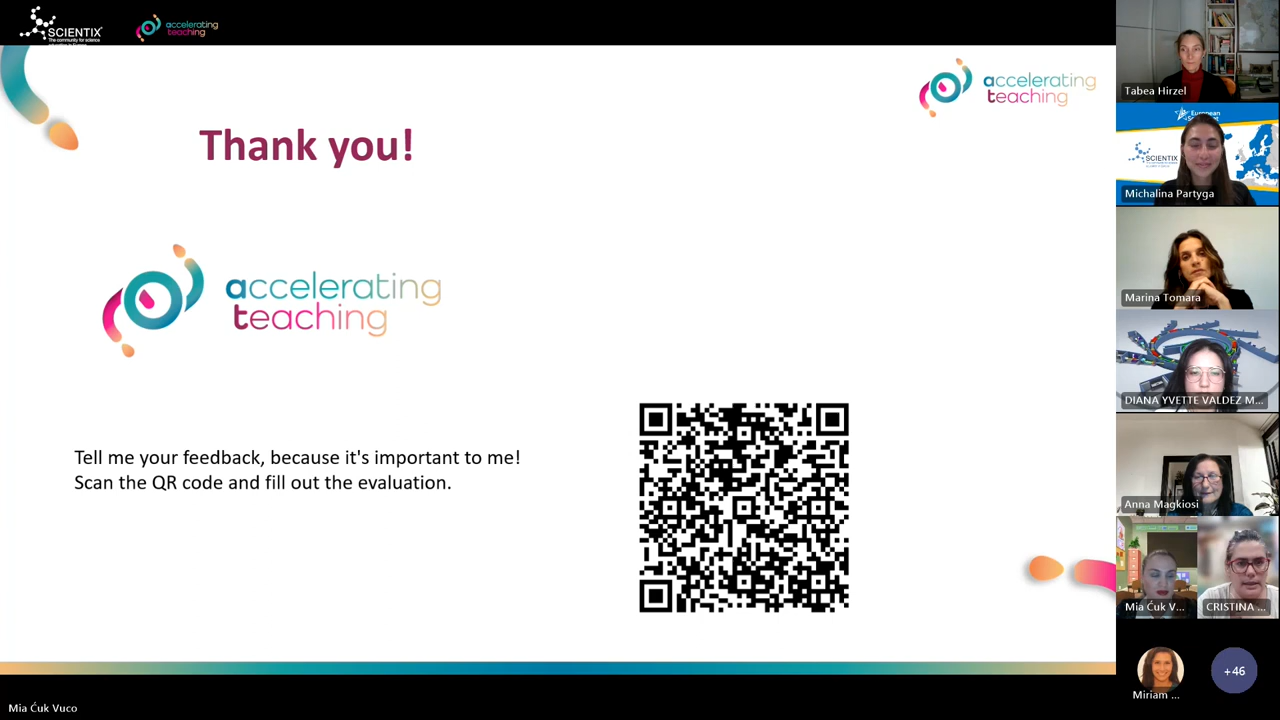 SCIENTIX
The community for science
education in Europe
accelerating
teaching
accelerating
teaching
Thank you!
accelerating
teaching
Tell me your feedback, because it's important to me!
Scan the QR code and fill out the evaluation.
Mia Ćuk Vuco
Tabea Hirzel
European
SCIENTIX
Michalina Partyga
Marina Tomara
DIANA YVETTE VALDEZ M...
Anna Magkiosi
Mia Ćuk V...
CRISTINA ...
Miriam ...
+46